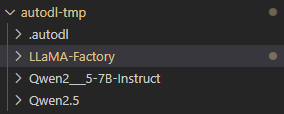 autodl-tmp
.autodl
LLaMA-Factory
Qwen2___5-7B-Instruct
Qwen2.5